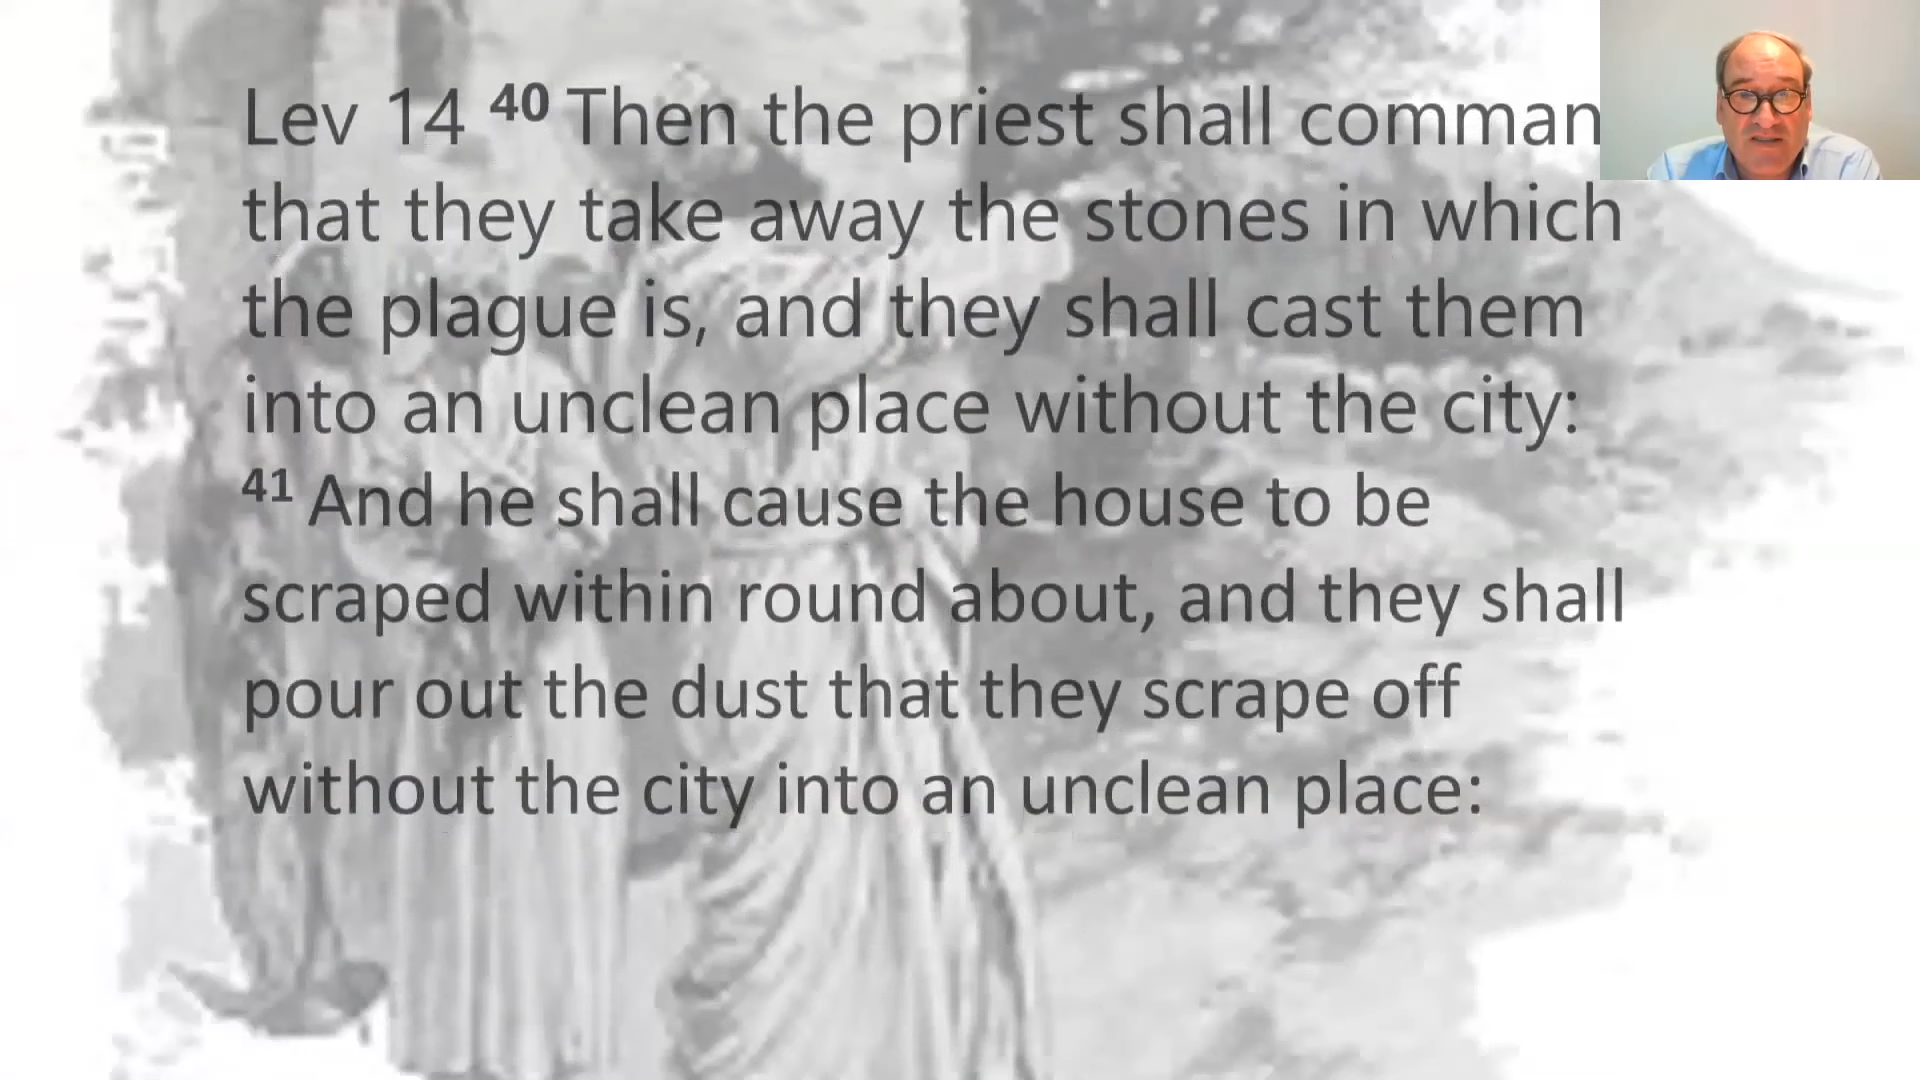 Lev 14 40 Then the priest shall comman
that they take away the stones in which
the plague is, and they shall cast them
into an unclean place without the city:
41 And he shall cause the house to be
scraped within round about, and they shall
pour out the dust that they scrape off
without the city into an unclean place: